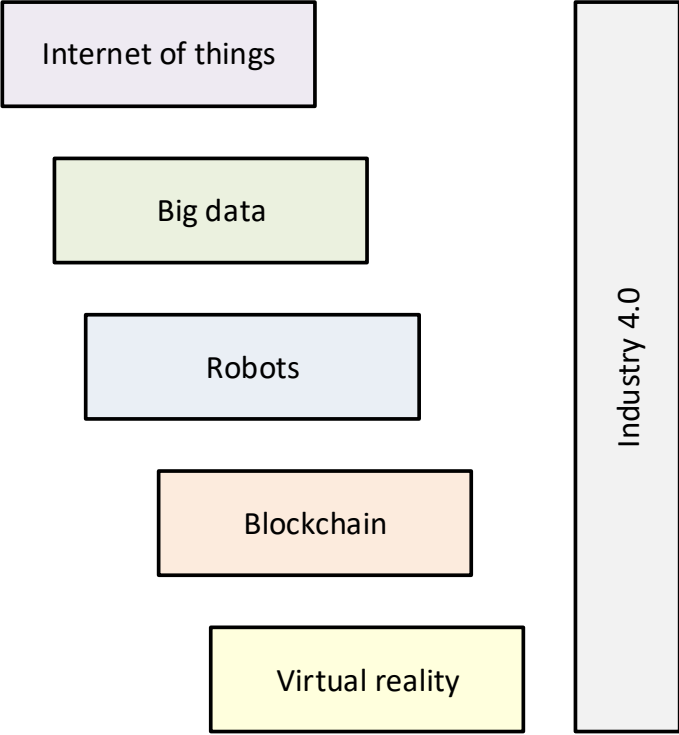 Internet of things
Big data
Robots
Blockchain
Virtual reality
Industry 4.0